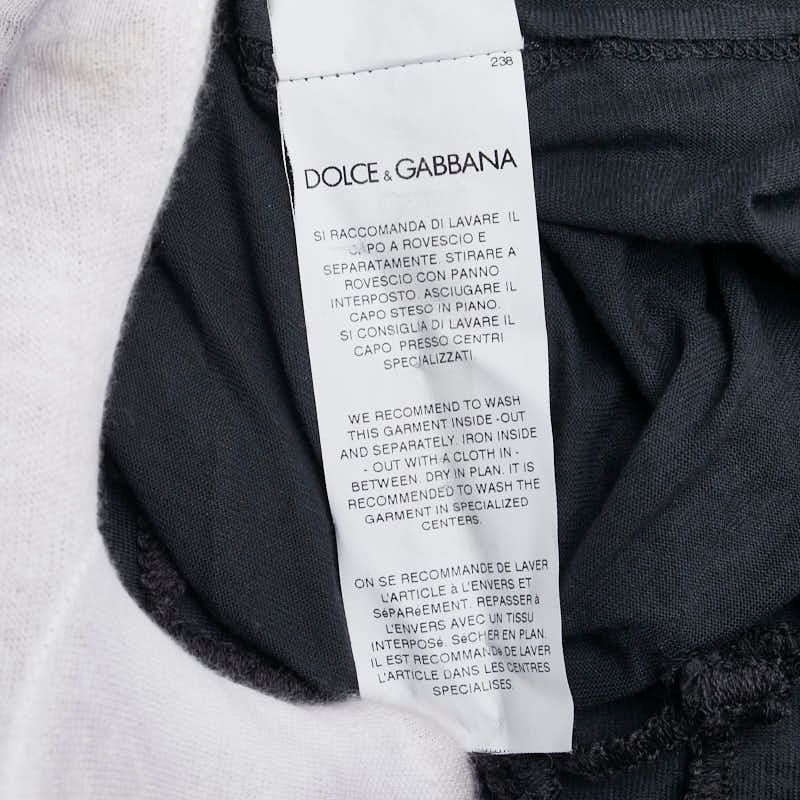 238
DOLCE & GABBANA
SI RACCOMANDA DI LAVARE IL
CAPO A ROVESCIO E
SEPARATAMENTE. STIRARE A
ROVESCIO CON PANNO
INTERPOSTO. ASCIUGARE IL
CAPO STESO IN PIANO.
SI CONSIGLIA DI LAVARE IL
CAPO PRESSO CENTRI
SPECIALIZZATI.
WE RECOMMEND TO WASH
THIS GARMENT INSIDE -OUT
AND SEPARATELY. IRON INSIDE
- OUT WITH A CLOTH IN -
BETWEEN. DRY IN PLAN. IT IS
RECOMMENDED TO WASH THE
GARMENT IN SPECIALIZED
CENTERS.
ON SE RECOMMANDE DE LAVER
L'ARTICLE à L'ENVERS ET
SéPARéEMENT. REPASSER à
L'ENVERS AVEC UN TISSU
INTERPOSé. SéCHER EN PLAN.
IL EST RECOMMANDé DE LAVER
L'ARTICLE DANS LES CENTRES
SPECIALISES.